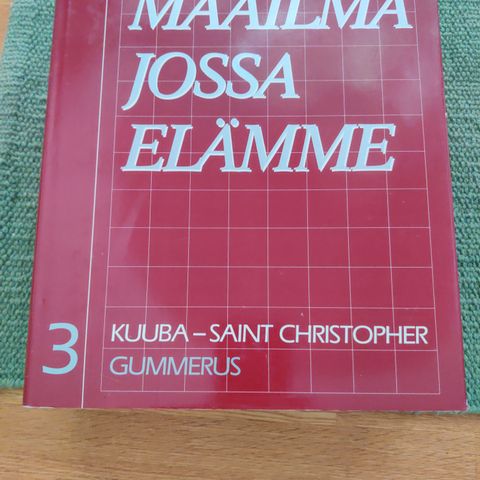 MAAILMA
JOSSA
ELÄMME
3
KUUBA – SAINT CHRISTOPHER
GUMMERUS